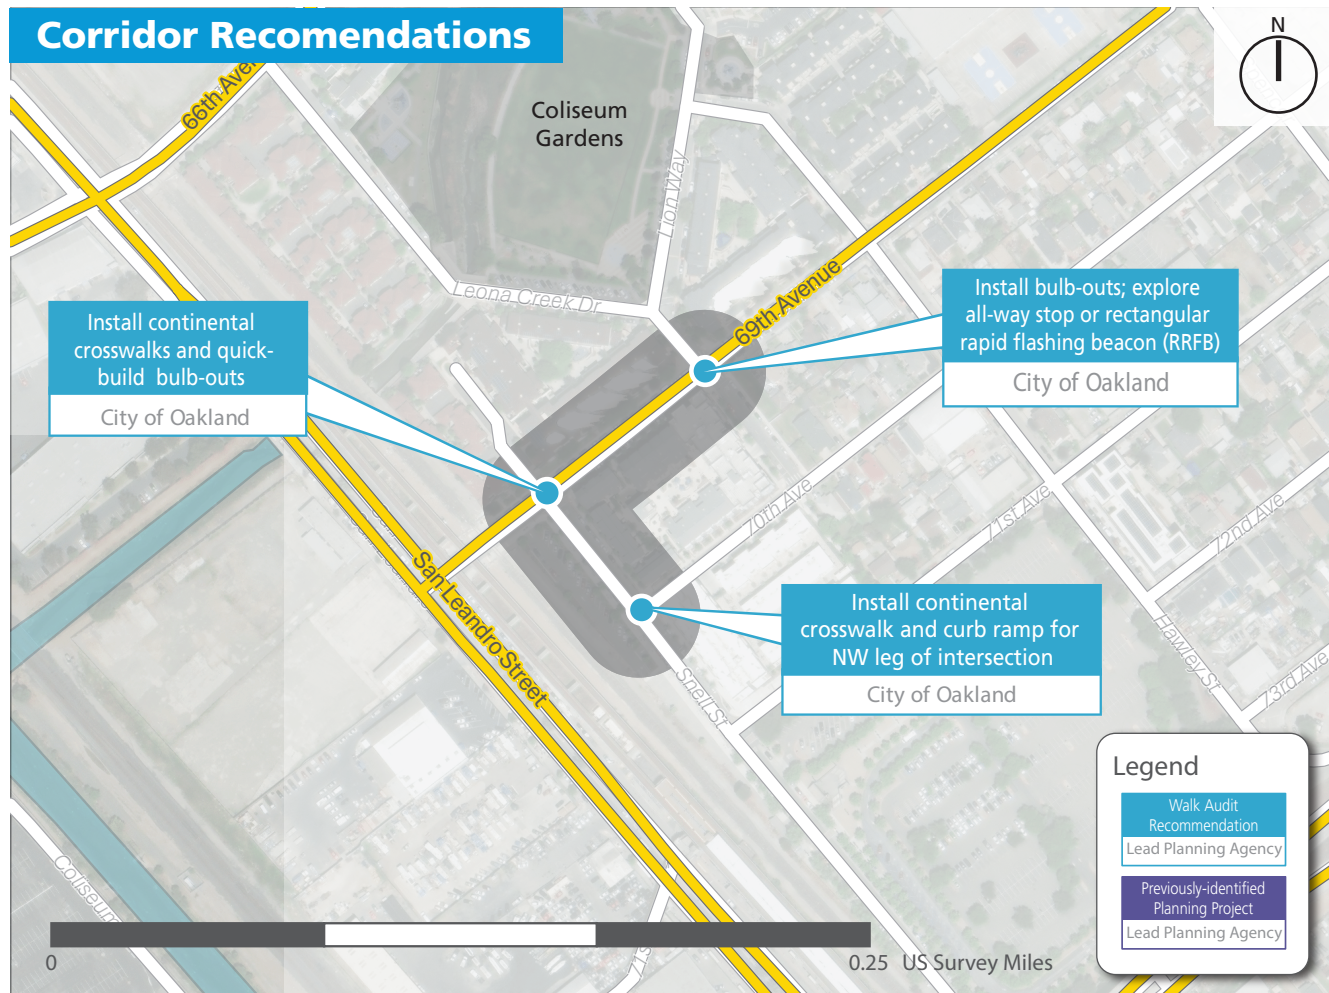 Corridor Recomendations
N
66th Aven
Coliseum
Gardens
Lion Way
Leona Creek Dr
69th Avenue
Install bulb-outs; explore
all-way stop or rectangular
rapid flashing beacon (RRFB)
City of Oakland
Install continental
crosswalks and quick-
build bulb-outs
City of Oakland
70th Ave
71st Ave
72nd Ave
San Leandro Street
Install continental
crosswalk and curb ramp for
NW leg of intersection
City of Oakland
Hawley St
73rd Ave
Snell St
Legend
Walk Audit
Recommendation
Lead Planning Agency
Previously-identified
Planning Project
Lead Planning Agency
Coliseum
71s
0
0.25 US Survey Miles